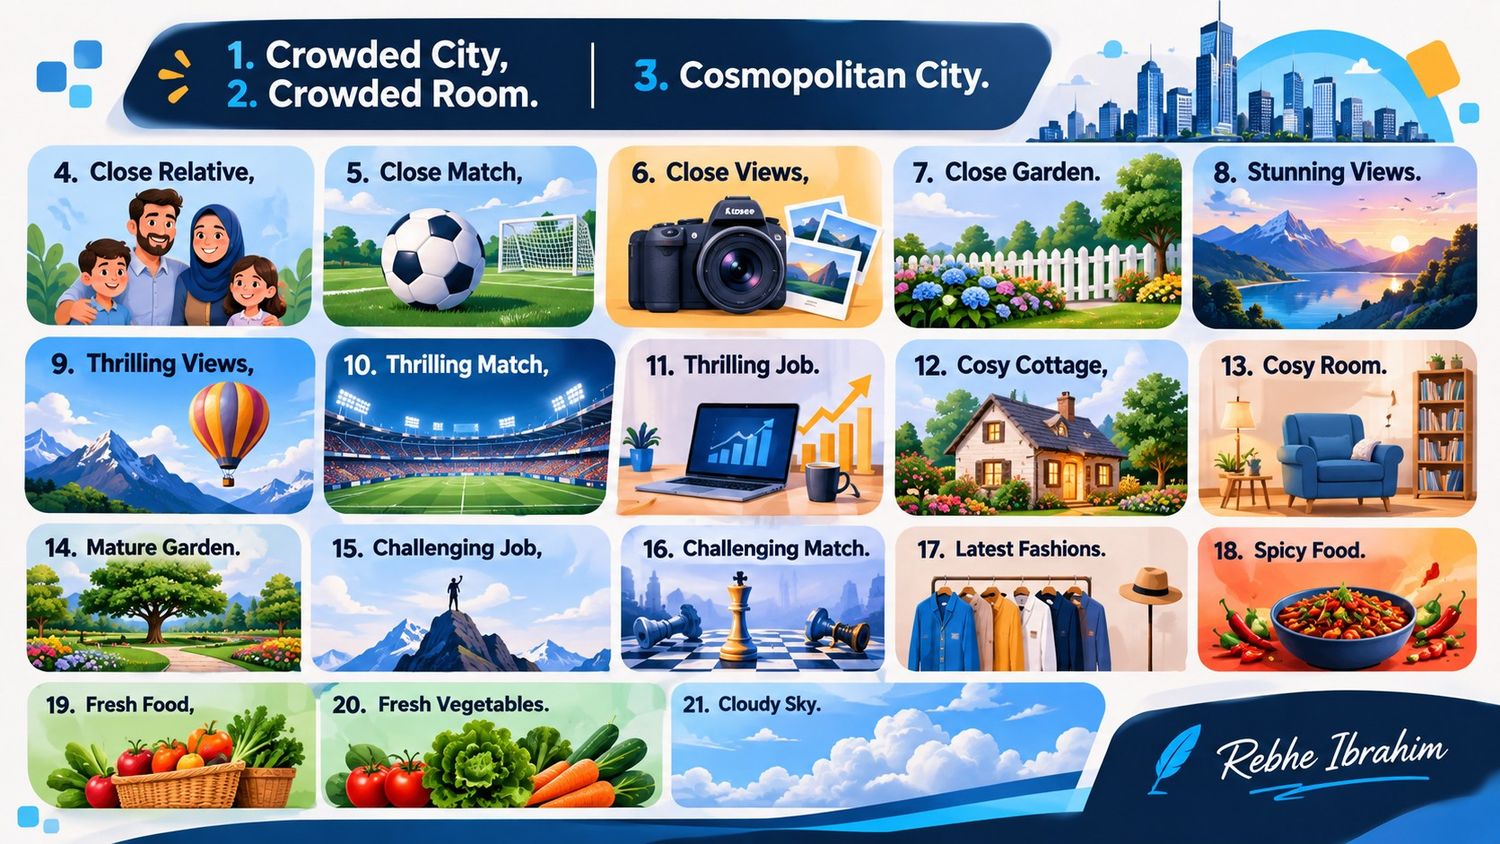 1. Crowded City,
2. Crowded Room.
3. Cosmopolitan City.
4. Close Relative,
5. Close Match,
6. Close Views,
7. Close Garden.
8. Stunning Views.
9. Thrilling Views,
10. Thrilling Match,
11. Thrilling Job.
12. Cosy Cottage,
13. Cosy Room.
14. Mature Garden.
15. Challenging Job,
16. Challenging Match.
17. Latest Fashions.
18. Spicy Food.
19. Fresh Food,
20. Fresh Vegetables.
21. Cloudy Sky.
Rebhe Ibrahim